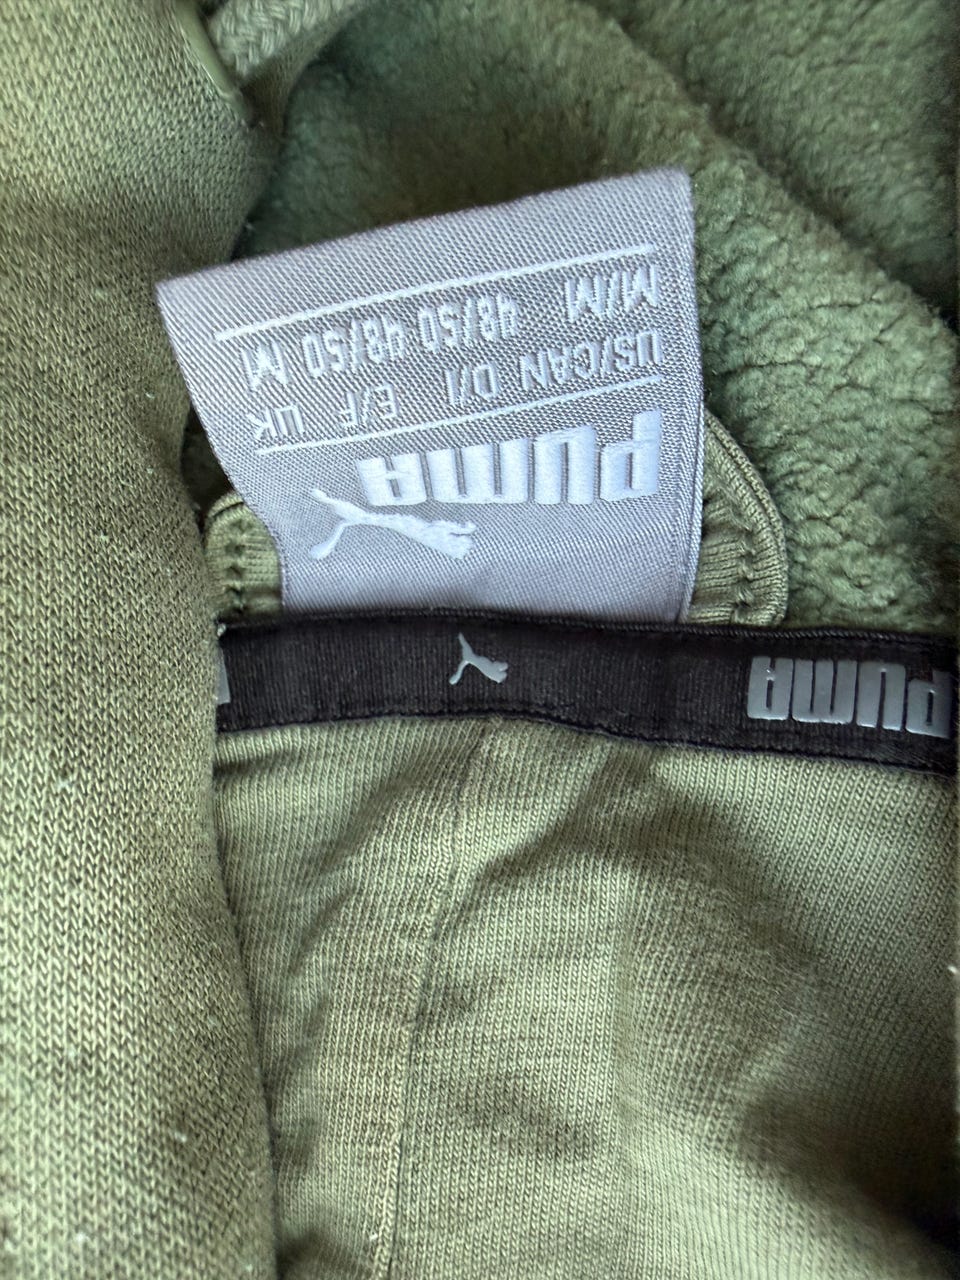 PUMA
PUMA
US/CAN D/I E/F UK
M/M 48/50 48/50 M